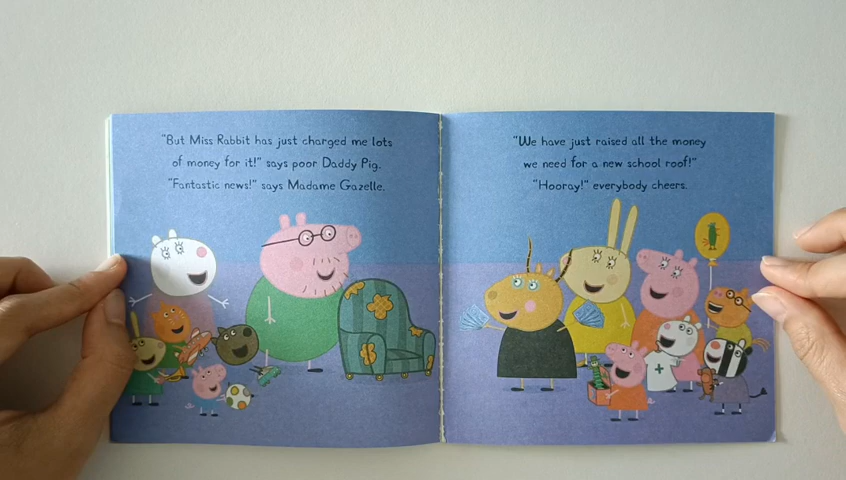 "But Miss Rabbit has just charged me lots
of money for it!" says poor Daddy Pig.
"Fantastic news!" says Madame Gazelle.
"We have just raised all the money
we need for a new school roof!"
"Hooray!" everybody cheers.